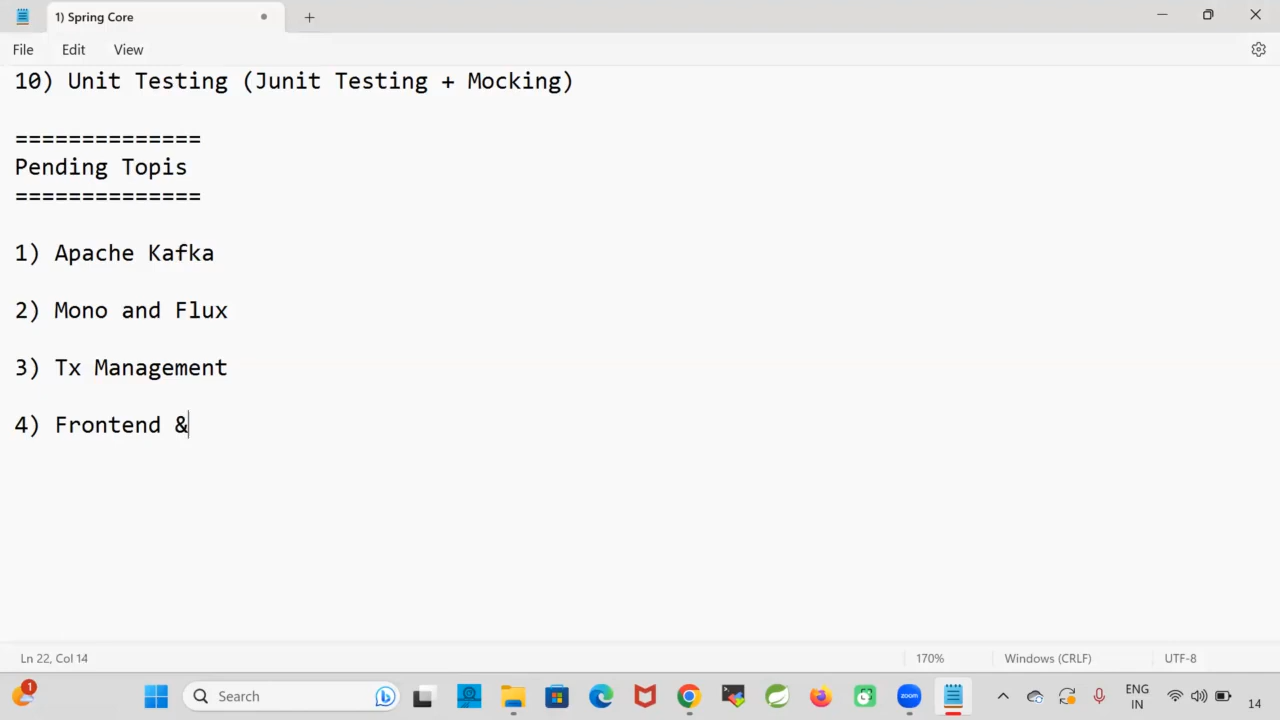 1) Spring Core
File Edit View
10) Unit Testing (Junit Testing + Mocking)
==============
Pending Topis
==============
1) Apache Kafka
2) Mono and Flux
3) Tx Management
4) Frontend &
Ln 22, Col 14 170% Windows (CRLF) UTF-8
1 Search zoom ENG
IN 14